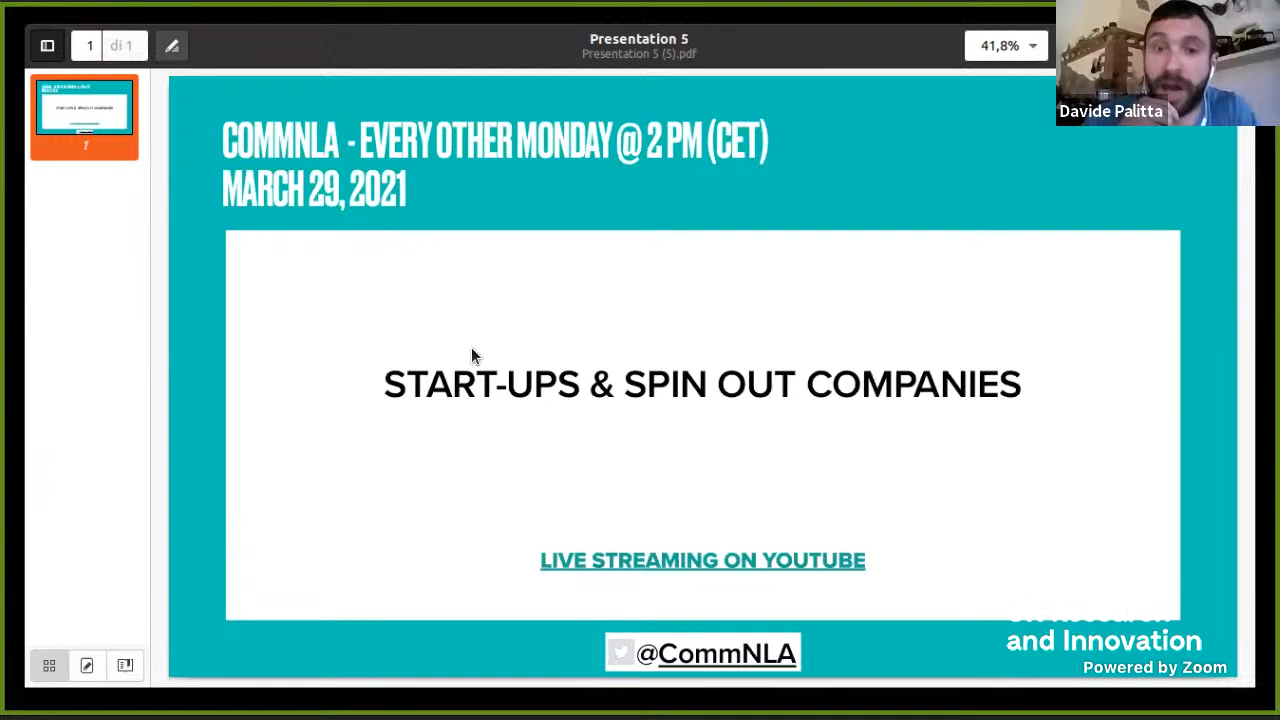 Presentation 5
Presentation 5 (5).pdf
1 di 1
41,8%
Davide Palitta
1
COMMNLA - EVERY OTHER MONDAY @ 2 PM (CET)
MARCH 29, 2021
START-UPS & SPIN OUT COMPANIES
LIVE STREAMING ON YOUTUBE
@CommNLA
and Innovation
Powered by Zoom